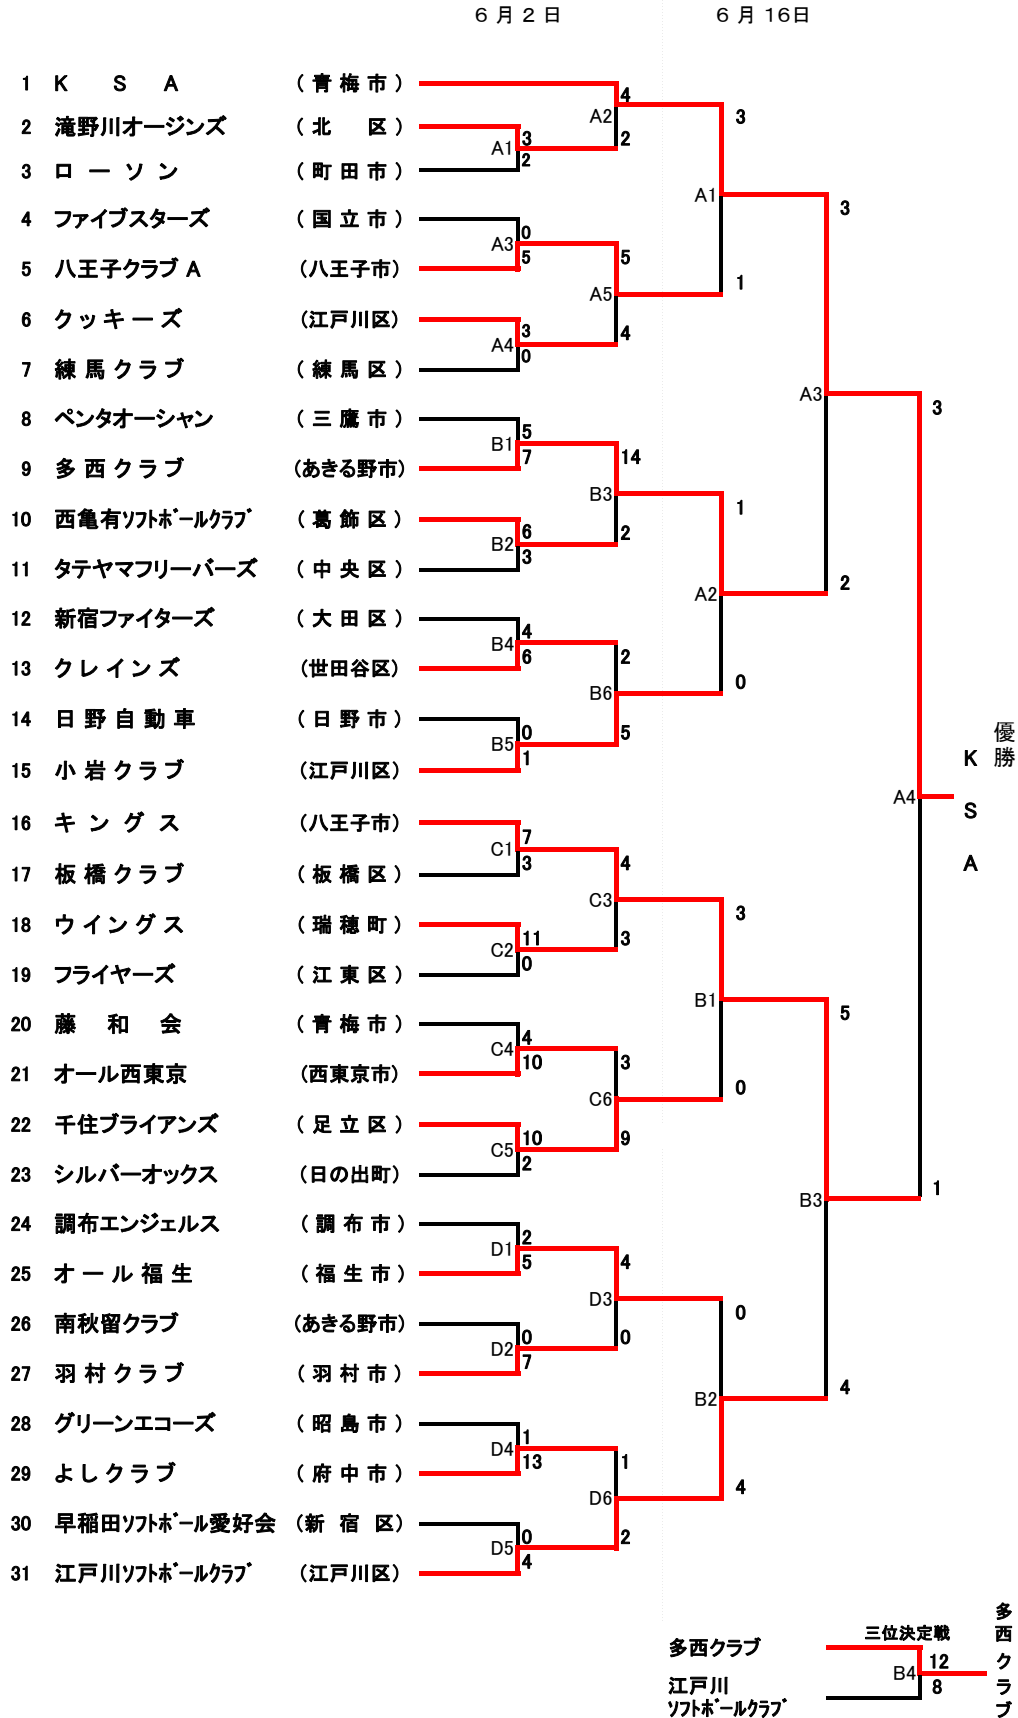 6月2日 6月16日
1 KSA (青梅市)
4
A2 3
2 滝野川オージンズ (北区)
3 2
A1
2
3 ローソン (町田市)
A1 3
4 ファイブスターズ (国立市)
0
A3
5 5
5 八王子クラブA (八王子市)
1
A5
6 クッキーズ (江戸川区)
3 4
A4
0
7 練馬クラブ (練馬区)
A3 3
8 ペンタオーシャン (三鷹市)
5
B1
7 14
9 多西クラブ (あきる野市)
B3 1
10 西亀有ソフトボールクラブ (葛飾区)
6 2
B2
3
11 タテヤマフリーバーズ (中央区)
A2 2
12 新宿ファイターズ (大田区)
4
B4
6 2
13 クレインズ (世田谷区)
0
B6
14 日野自動車 (日野市)
0 5
B5
1
15 小岩クラブ (江戸川区)
優勝
KSA
A4
16 キングス (八王子市)
7
C1
3 4
17 板橋クラブ (板橋区)
C3 3
18 ウイングス (瑞穂町)
11 3
C2
0
19 フライヤーズ (江東区)
B1 5
20 藤和会 (青梅市)
4
C4
10 3
21 オール西東京 (西東京市)
0
C6
22 千住ブライアンズ (足立区)
10 9
C5
2
23 シルバーオックス (日の出町)
B3 1
24 調布エンジェルス (調布市)
2
D1
5 4
25 オール福生 (福生市)
D3 0
26 南秋留クラブ (あきる野市)
0 0
D2
7
27 羽村クラブ (羽村市)
B2 4
28 グリーンエコーズ (昭島市)
1
D4
13 1
29 よしクラブ (府中市)
4
D6
30 早稲田ソフトボール愛好会 (新宿区)
0 2
D5
4
31 江戸川ソフトボールクラブ (江戸川区)
三位決定戦
多西クラブ
12
B4
8
江戸川
ソフトボールクラブ
多西クラブ